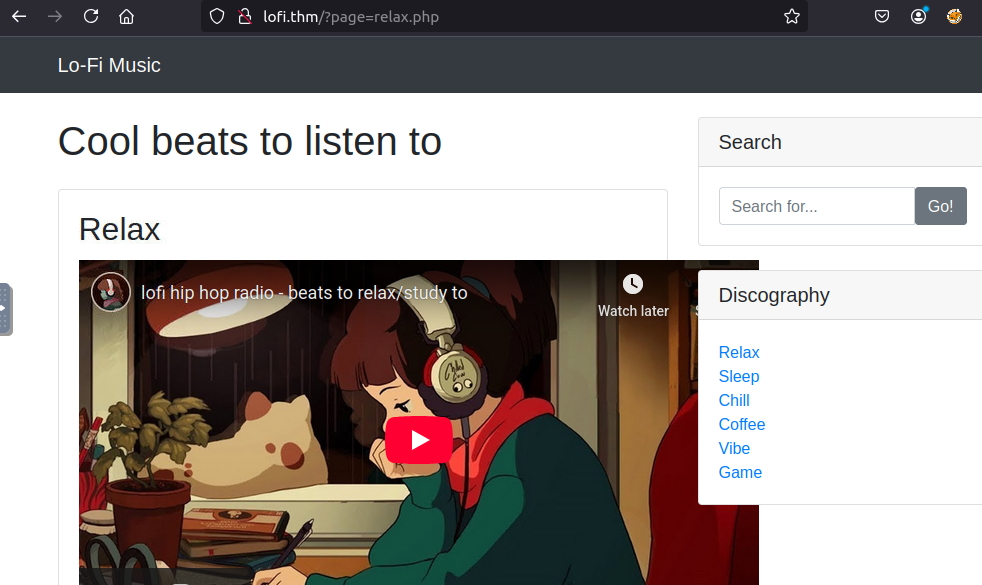 lofi.thm/?page=relax.php
Lo-Fi Music
Cool beats to listen to
Relax
lofi hip hop radio - beats to relax/study to
Watch later
Search
Search for...
Go!
Discography
Relax
Sleep
Chill
Coffee
Vibe
Game